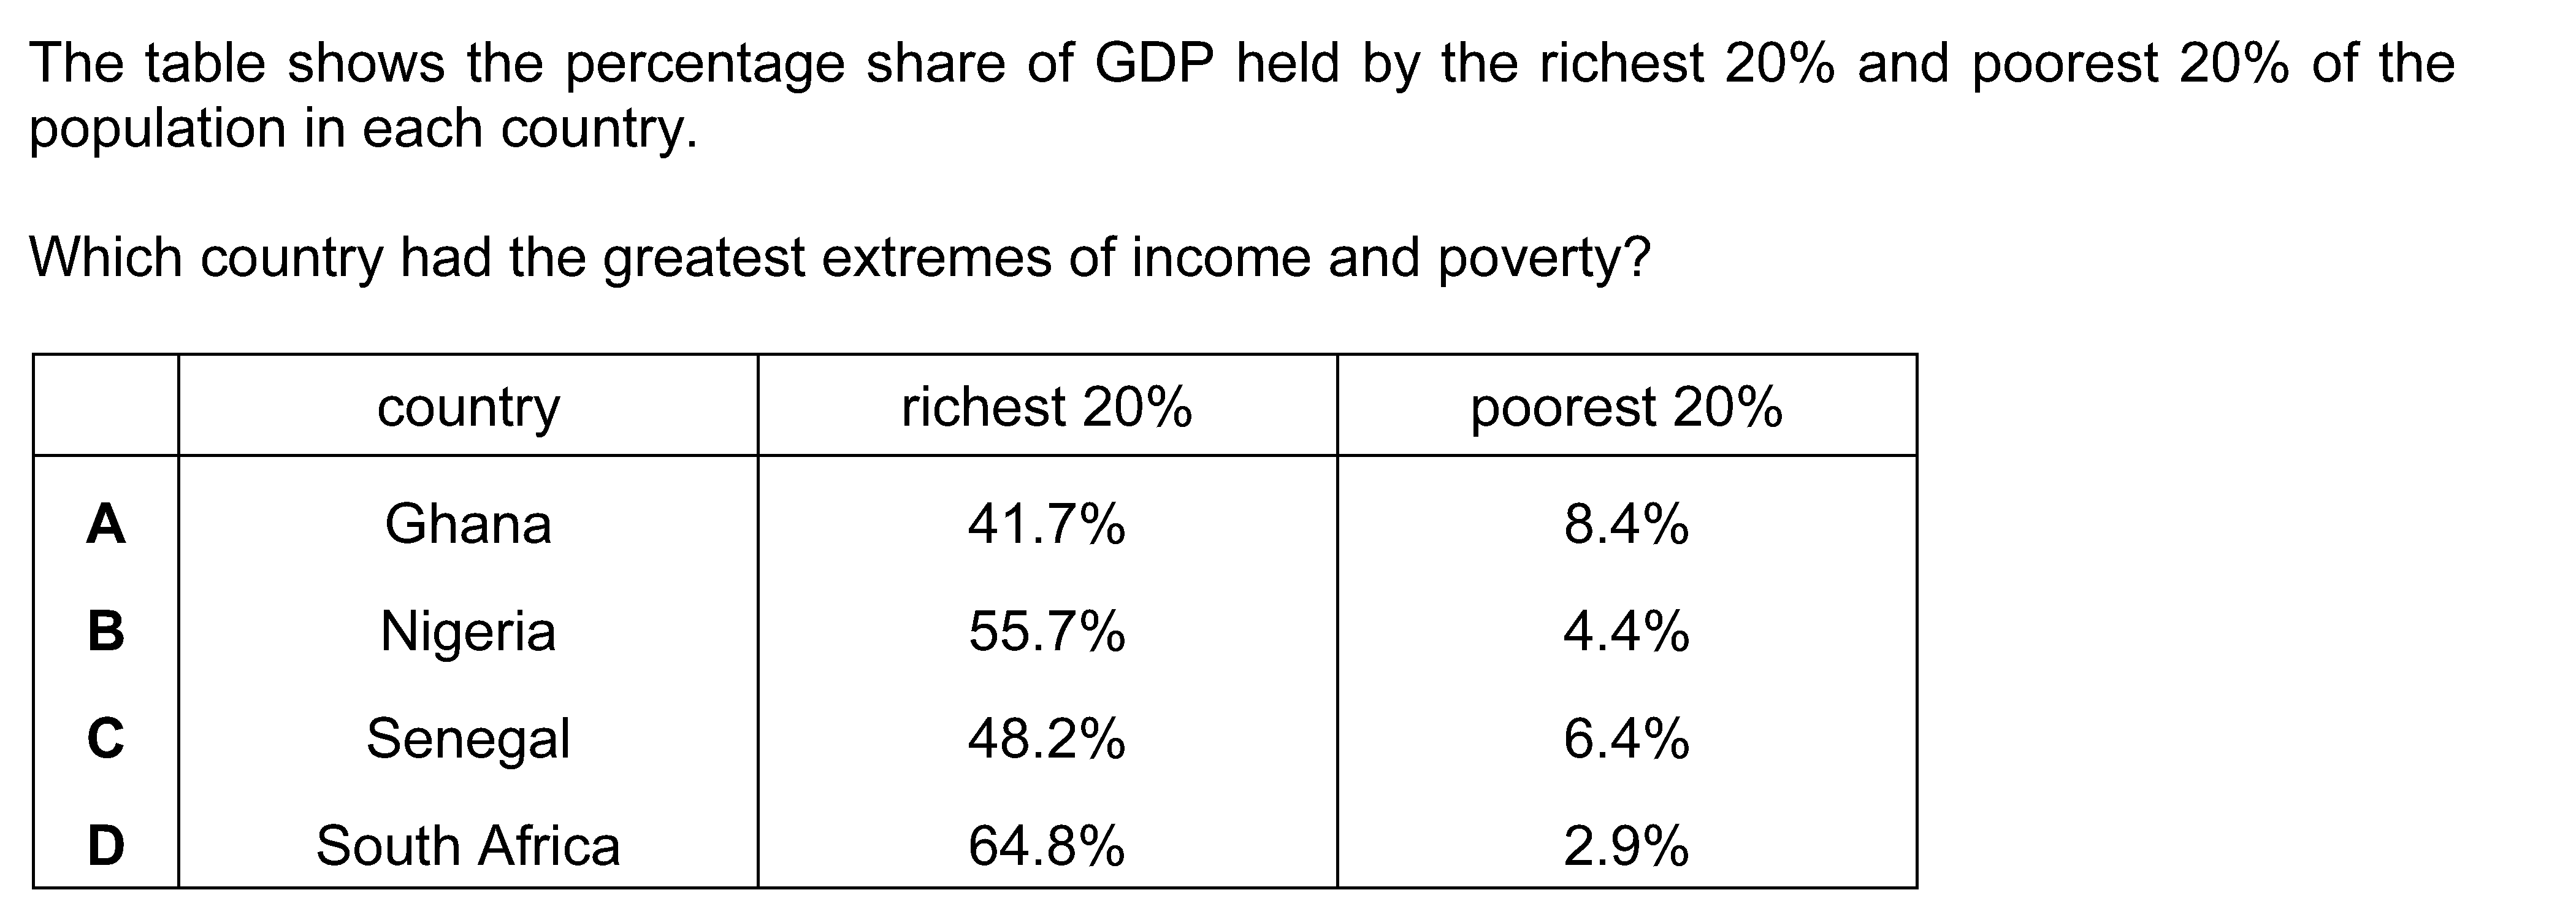 The table shows the percentage share of GDP held by the richest 20% and poorest 20% of the
population in each country.
Which country had the greatest extremes of income and poverty?
country richest 20% poorest 20%
A Ghana 41.7% 8.4%
B Nigeria 55.7% 4.4%
C Senegal 48.2% 6.4%
D South Africa 64.8% 2.9%